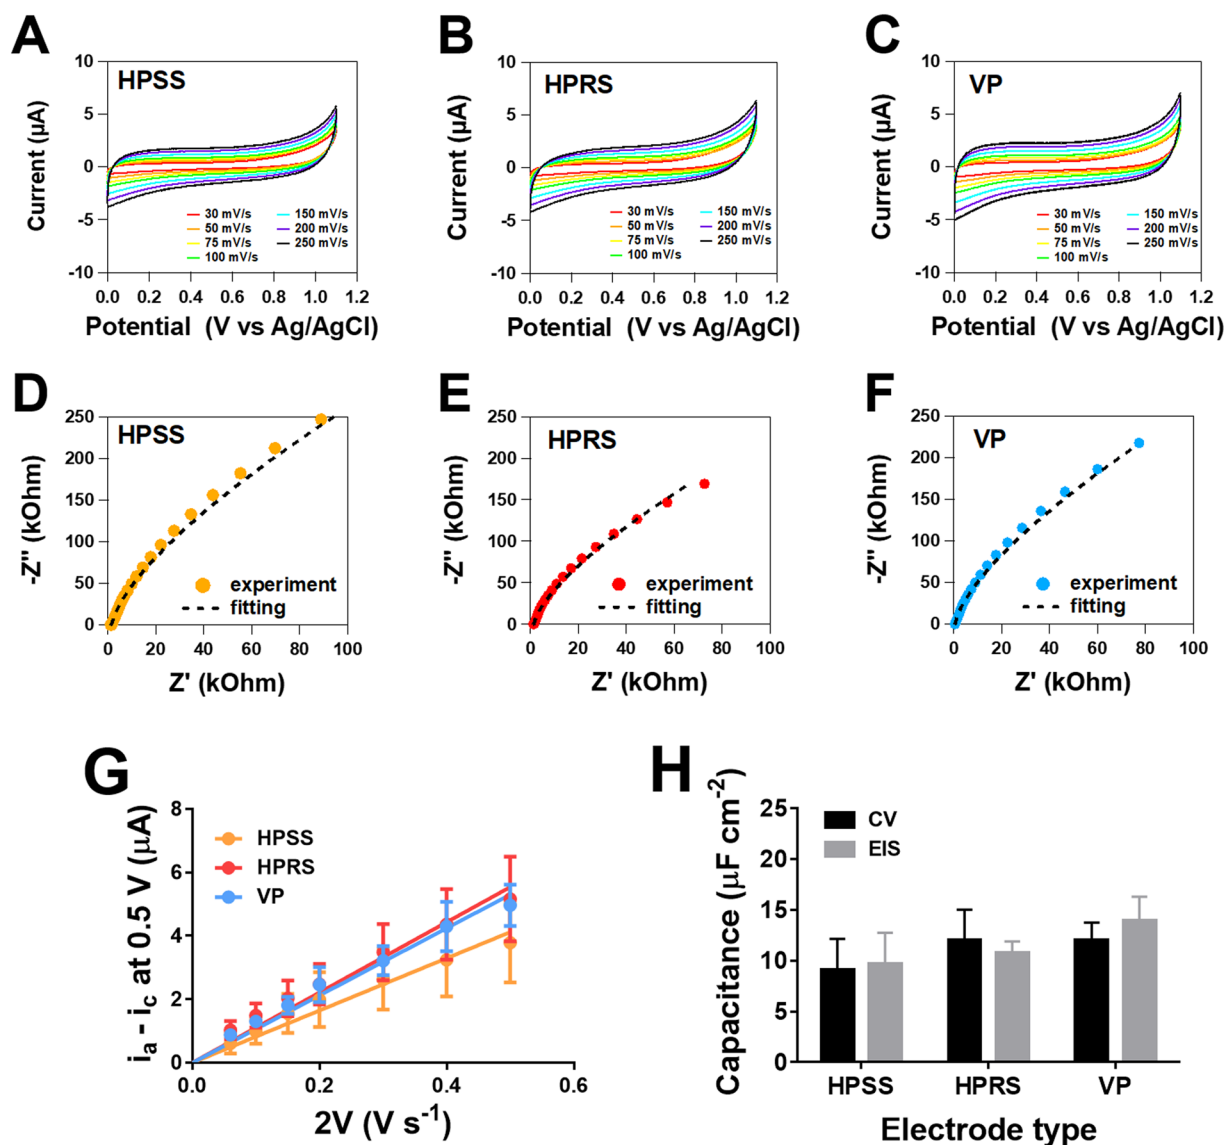 A
HPSS
10
5
0
-5
-10
Current (µA)
30 mV/s
50 mV/s
75 mV/s
100 mV/s
150 mV/s
200 mV/s
250 mV/s
0.0 0.2 0.4 0.6 0.8 1.0 1.2
Potential (V vs Ag/AgCl)
B
HPRS
10
5
0
-5
-10
Current (µA)
30 mV/s
50 mV/s
75 mV/s
100 mV/s
150 mV/s
200 mV/s
250 mV/s
0.0 0.2 0.4 0.6 0.8 1.0 1.2
Potential (V vs Ag/AgCl)
C
VP
10
5
0
-5
-10
Current (µA)
30 mV/s
50 mV/s
75 mV/s
100 mV/s
150 mV/s
200 mV/s
250 mV/s
0.0 0.2 0.4 0.6 0.8 1.0 1.2
Potential (V vs Ag/AgCl)
D
HPSS
250
200
150
100
50
0
-Z'' (kOhm)
experiment
fitting
0 20 40 60 80 100
Z' (kOhm)
E
HPRS
250
200
150
100
50
0
-Z'' (kOhm)
experiment
fitting
0 20 40 60 80 100
Z' (kOhm)
F
VP
250
200
150
100
50
0
-Z'' (kOhm)
experiment
fitting
0 20 40 60 80 100
Z' (kOhm)
G
8
6
4
2
0
i_a - i_c at 0.5 V (µA)
HPSS
HPRS
VP
0.0 0.2 0.4 0.6
2V (V s⁻¹)
H
25
20
15
10
5
0
Capacitance (µF cm⁻²)
CV
EIS
HPSS HPRS VP
Electrode type